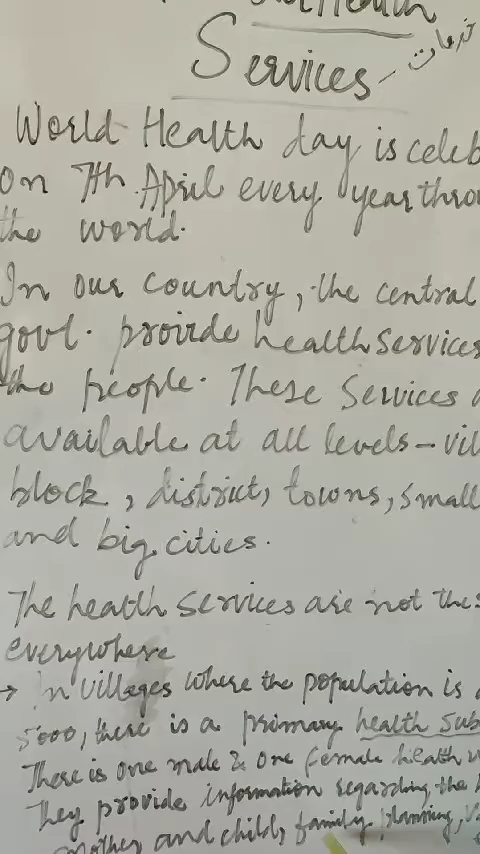 Health
Services - خدمات
World Health day is celeb
on 7th April every year thro
the world.
In our country, the central
govt. proivde health services
the people. These Services a
available at all levels - vil
block, district, towns, small
and big cities.
The health services are not the s
everywhere
→ In villages where the population is
5000, there is a primary health sub
There is one male & one female health w
They provide information regarding the
mother and child, family planning, V